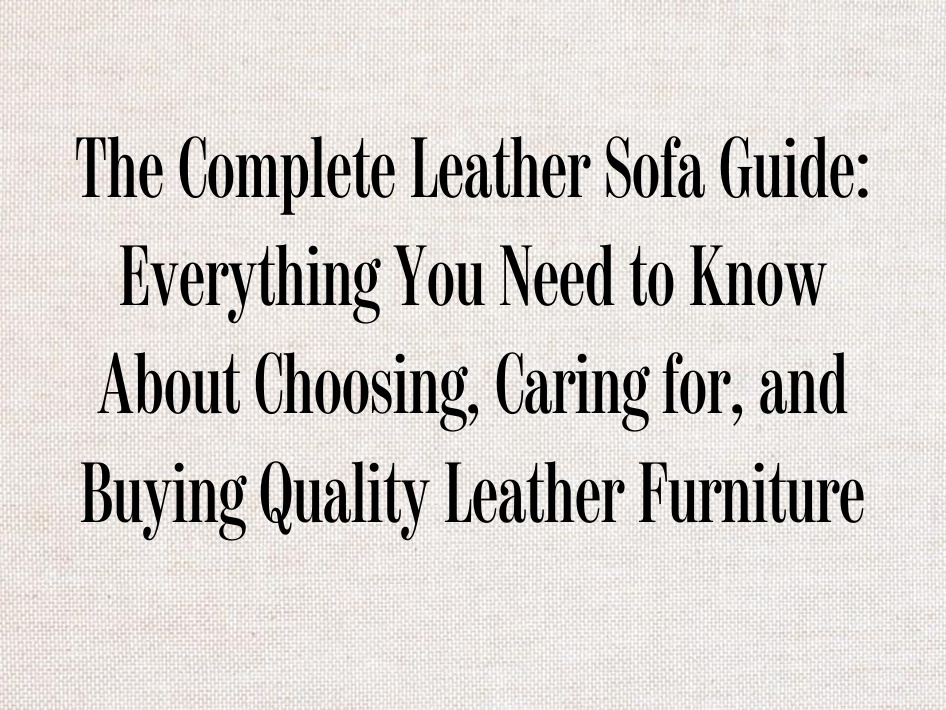 The Complete Leather Sofa Guide:
Everything You Need to Know
About Choosing, Caring for, and
Buying Quality Leather Furniture